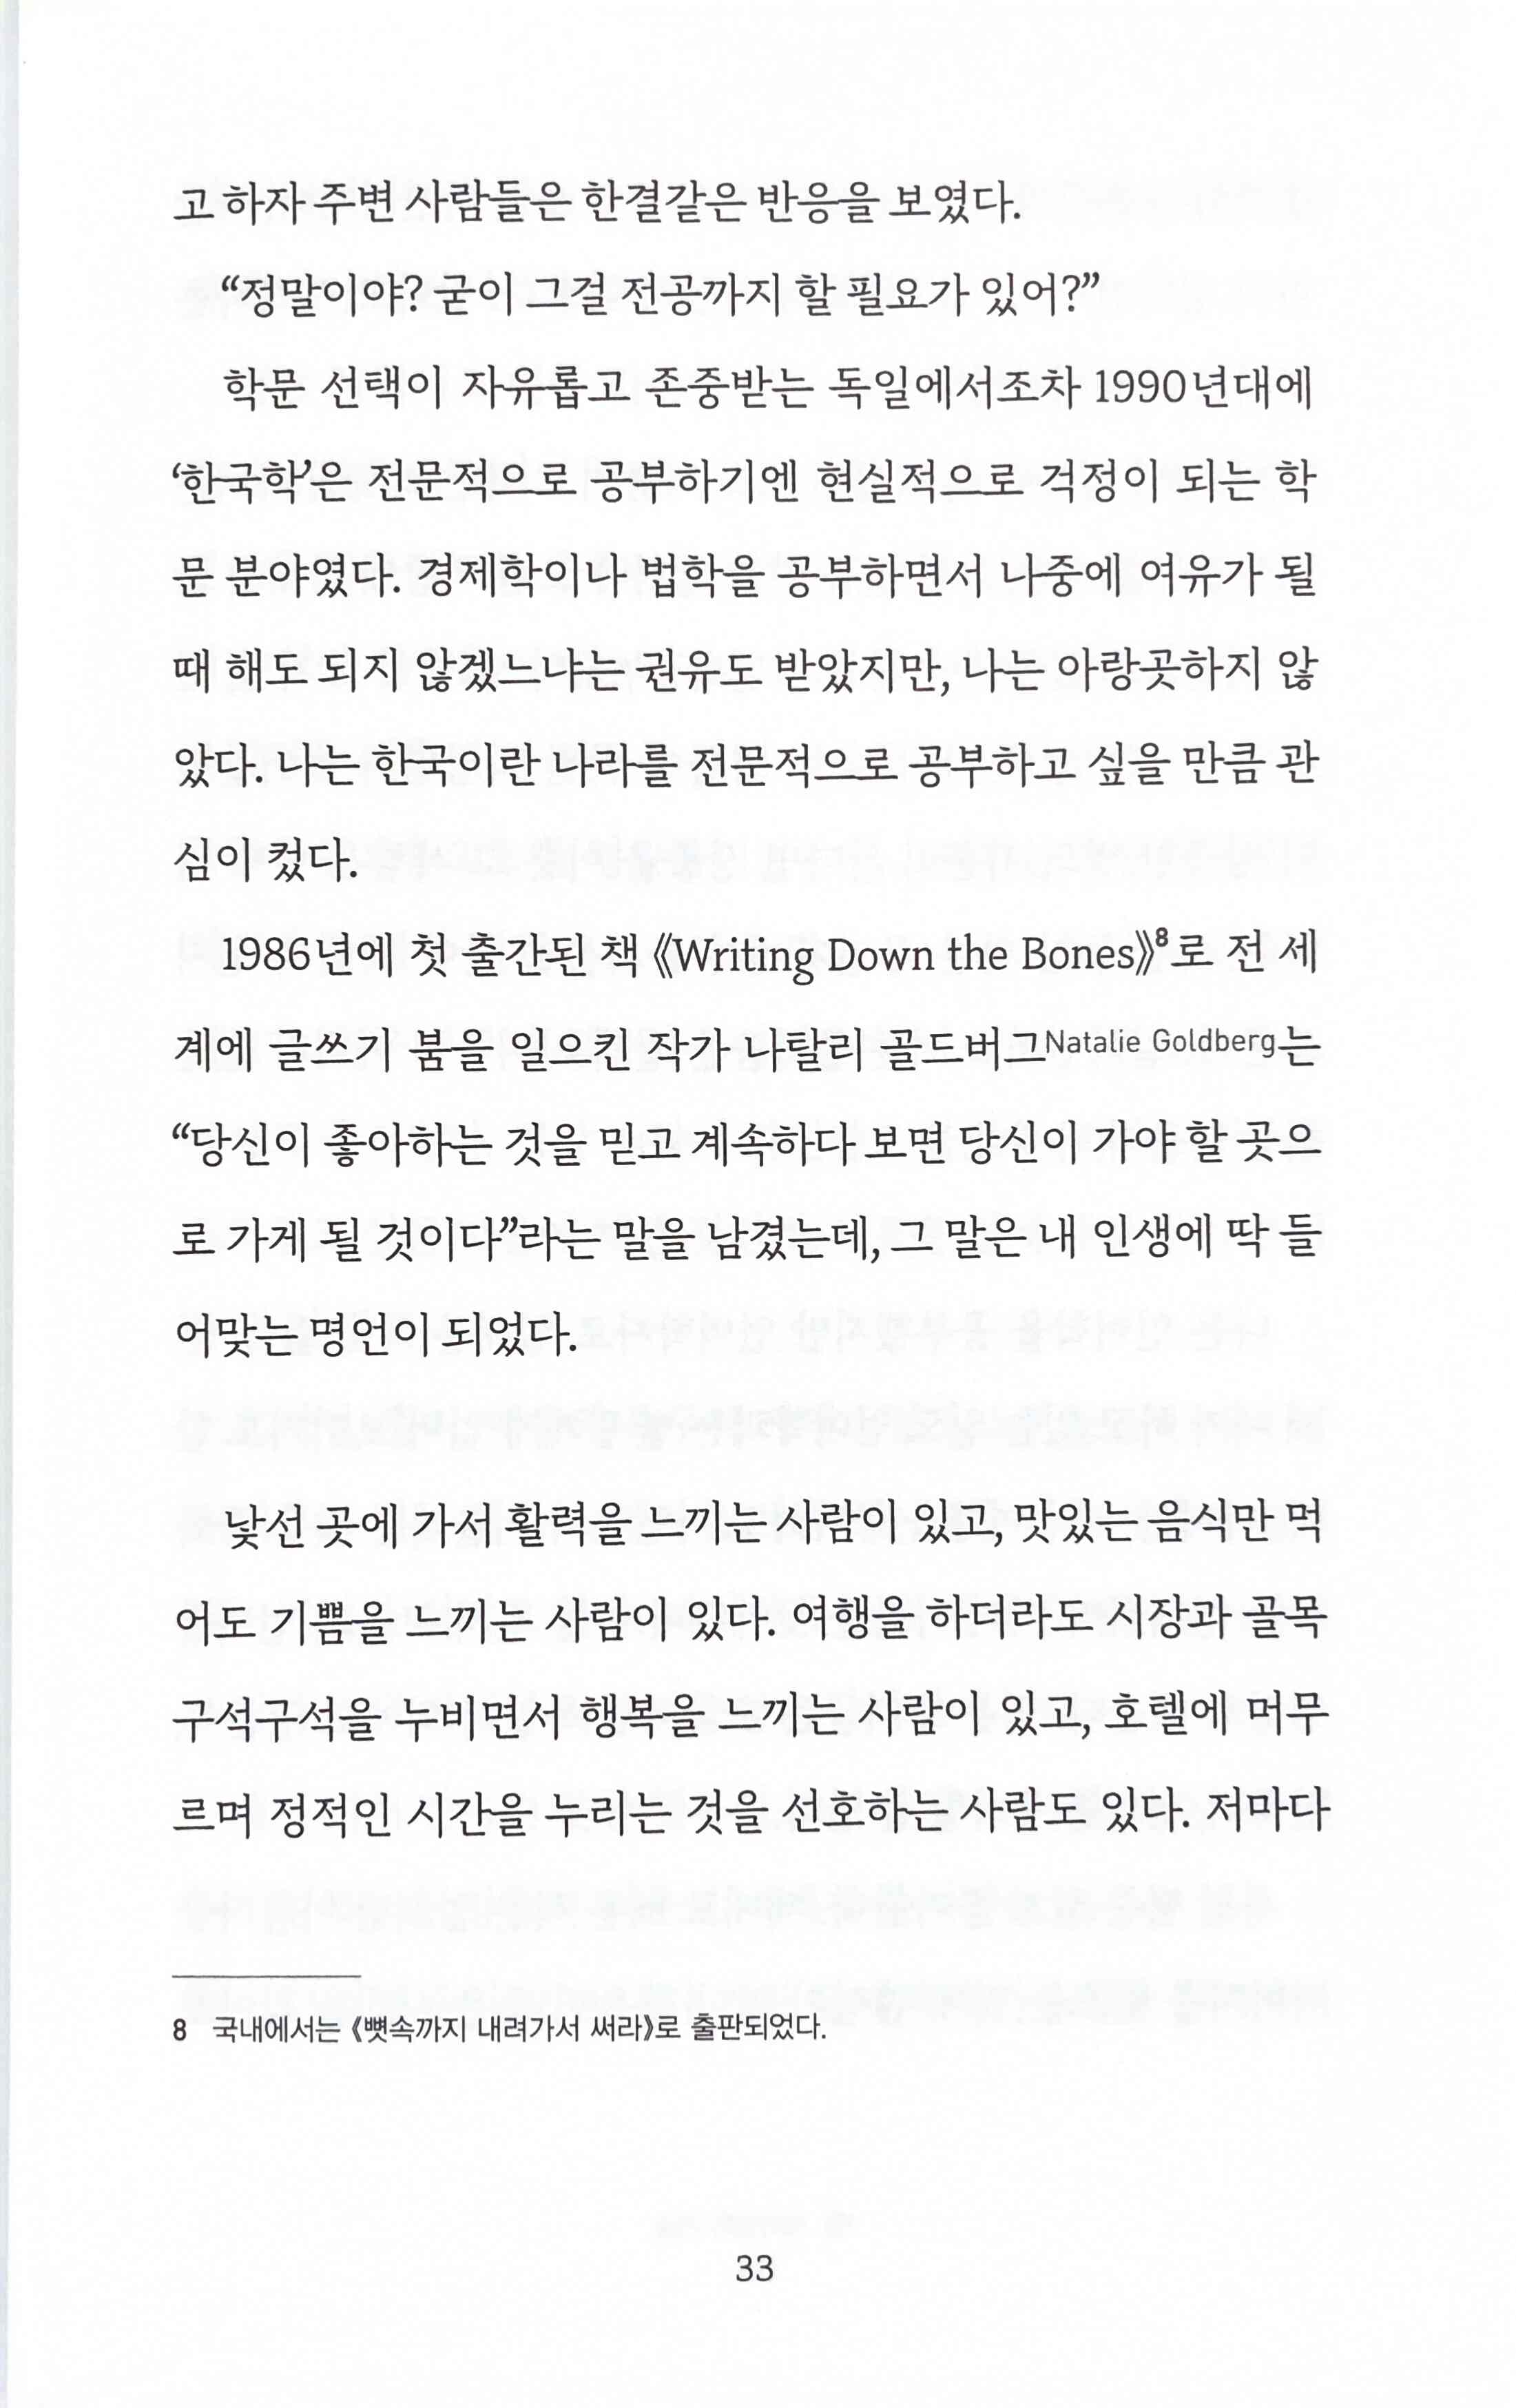 고 하자 주변 사람들은 한결같은 반응을 보였다.
“정말이야? 굳이 그걸 전공까지 할 필요가 있어?”
학문 선택이 자유롭고 존중받는 독일에서조차 1990년대에
‘한국학’은 전문적으로 공부하기엔 현실적으로 걱정이 되는 학
문 분야였다. 경제학이나 법학을 공부하면서 나중에 여유가 될
때 해도 되지 않겠느냐는 권유도 받았지만, 나는 아랑곳하지 않
았다. 나는 한국이란 나라를 전문적으로 공부하고 싶을 만큼 관
심이 컸다.
1986년에 첫 출간된 책 《Writing Down the Bones》⁸로 전 세
계에 글쓰기 붐을 일으킨 작가 나탈리 골드버그Natalie Goldberg는
“당신이 좋아하는 것을 믿고 계속하다 보면 당신이 가야 할 곳으
로 가게 될 것이다”라는 말을 남겼는데, 그 말은 내 인생에 딱 들
어맞는 명언이 되었다.
낯선 곳에 가서 활력을 느끼는 사람이 있고, 맛있는 음식만 먹
어도 기쁨을 느끼는 사람이 있다. 여행을 하더라도 시장과 골목
구석구석을 누비면서 행복을 느끼는 사람이 있고, 호텔에 머무
르며 정적인 시간을 누리는 것을 선호하는 사람도 있다. 저마다
8 국내에서는 《뼛속까지 내려가서 써라》로 출판되었다.
33